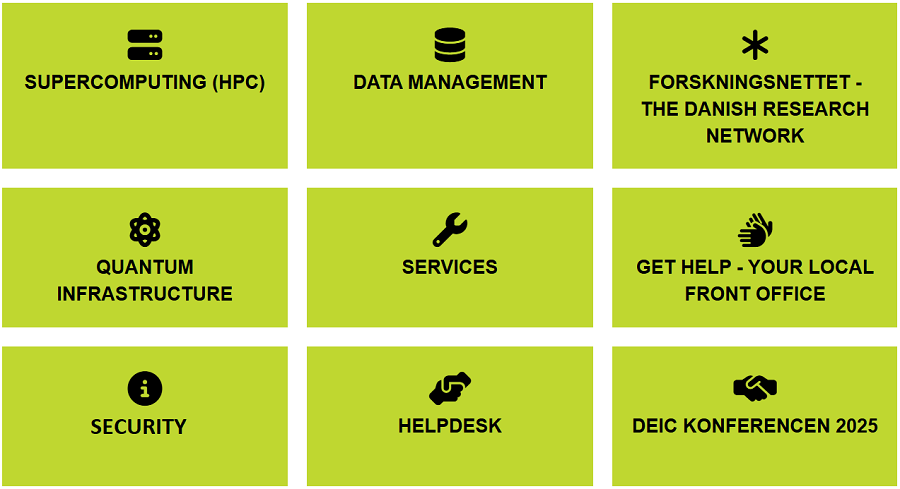 SUPERCOMPUTING (HPC)
DATA MANAGEMENT
FORSKNINGSNETTET -
THE DANISH RESEARCH
NETWORK
QUANTUM
INFRASTRUCTURE
SERVICES
GET HELP - YOUR LOCAL
FRONT OFFICE
SECURITY
HELPDESK
DEIC KONFERENCEN 2025